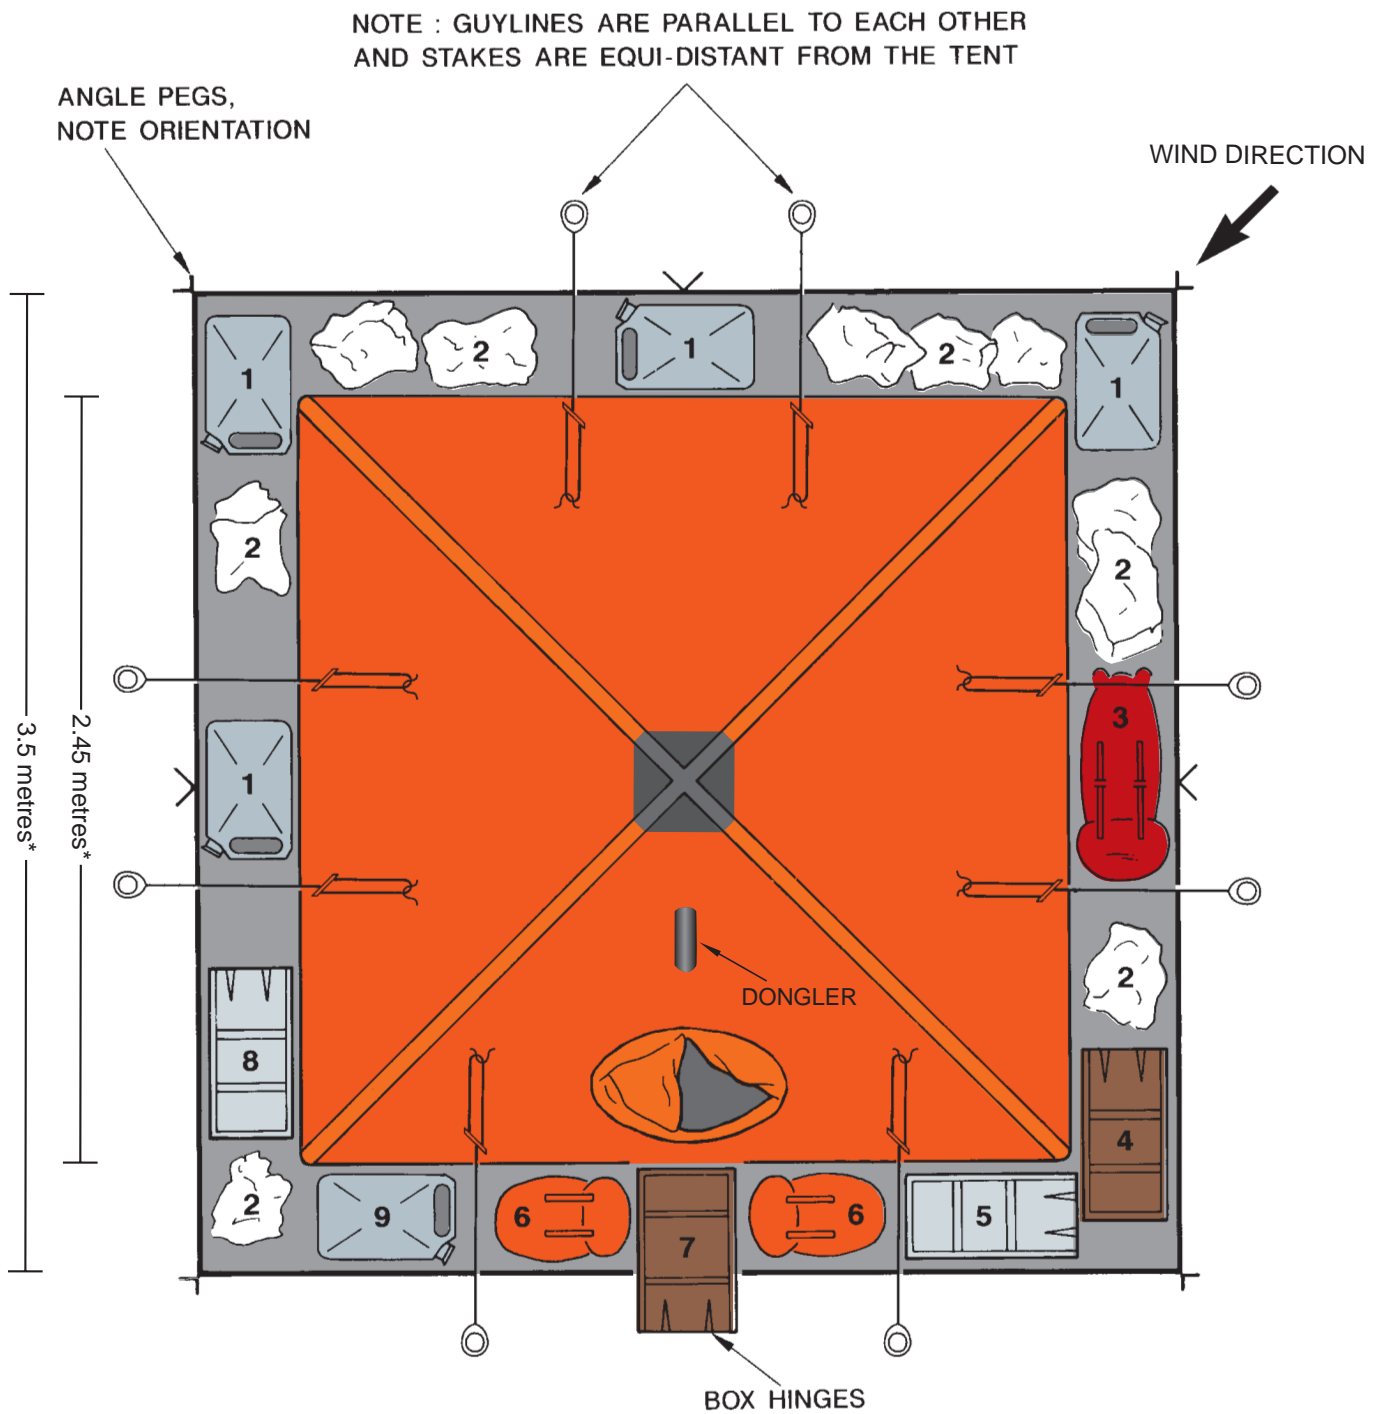 NOTE : GUYLINES ARE PARALLEL TO EACH OTHER
AND STAKES ARE EQUI-DISTANT FROM THE TENT
ANGLE PEGS,
NOTE ORIENTATION
WIND DIRECTION
1
2
1
2
1
2
2
3
3.5 metres*
2.45 metres*
1
2
DONGLER
8
4
2
9
6
7
6
5
BOX HINGES